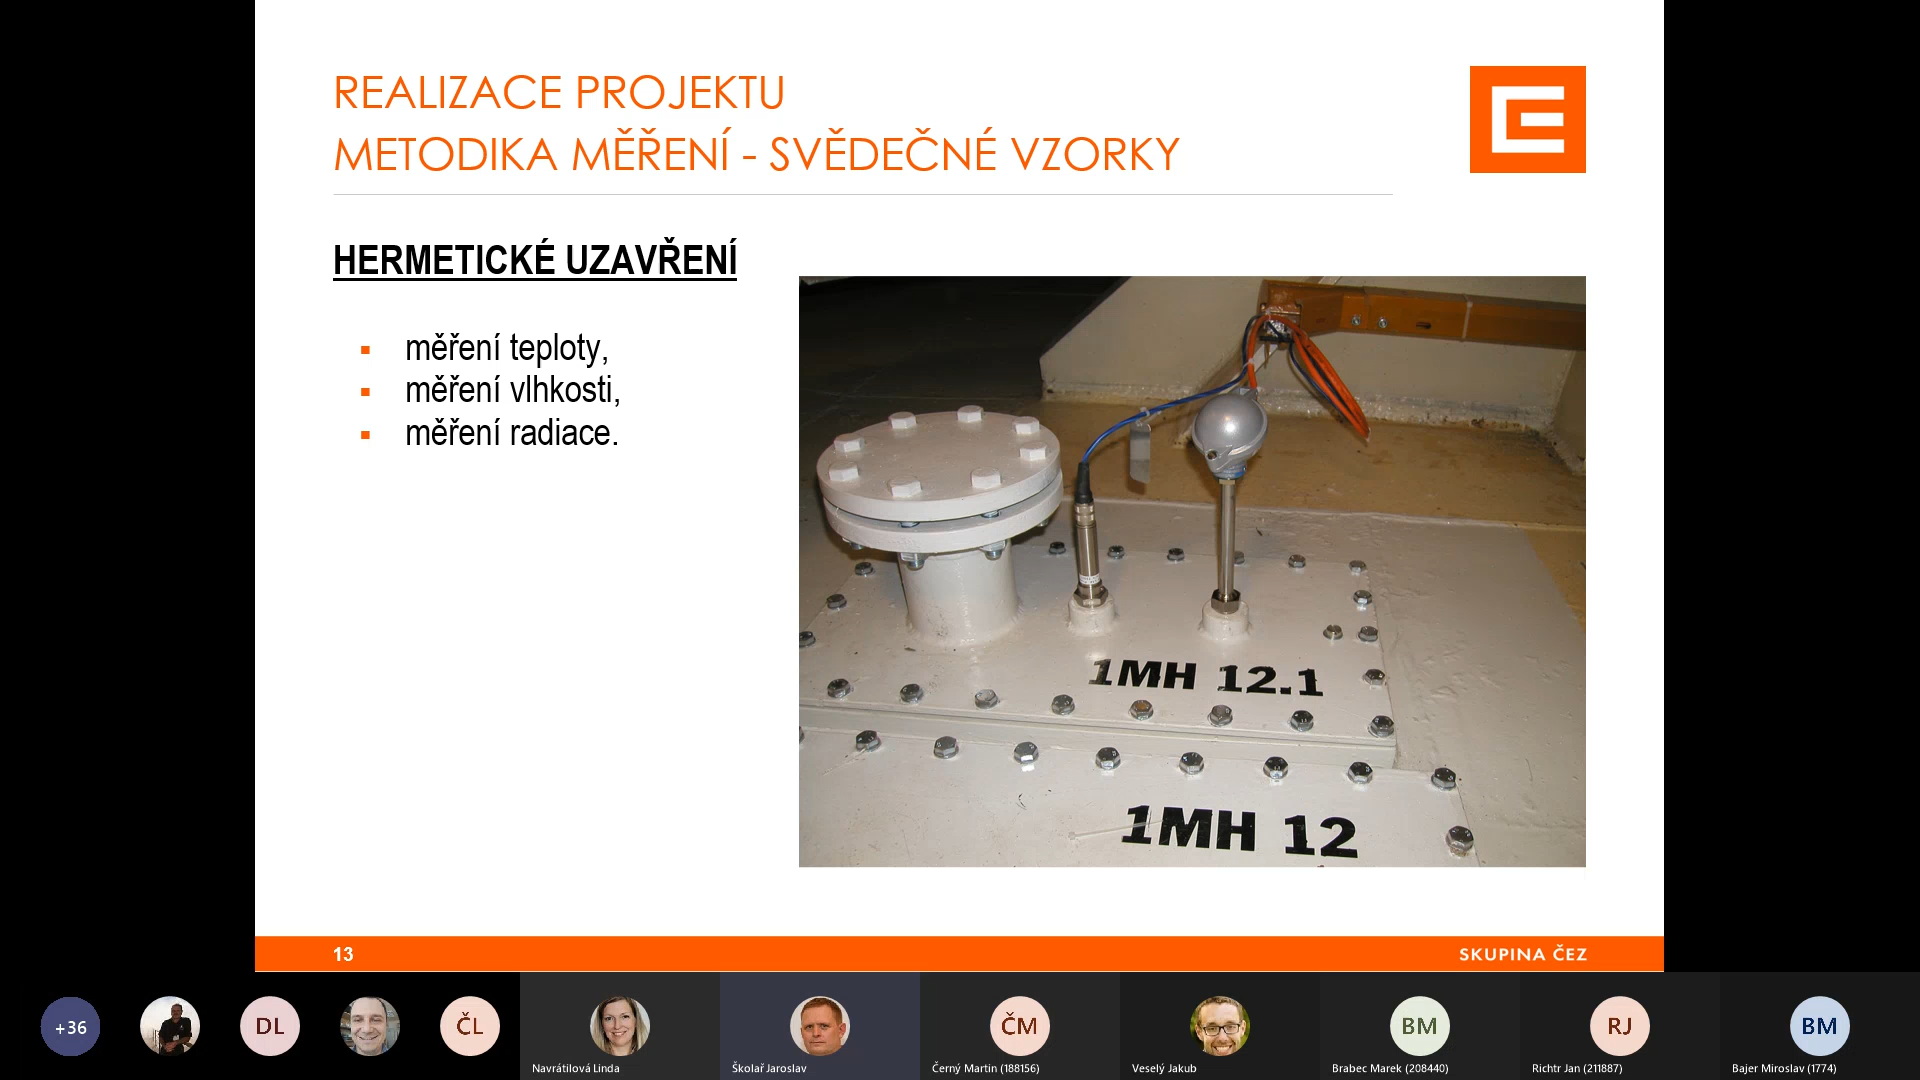 REALIZACE PROJEKTU
METODIKA MĚŘENÍ - SVĚDEČNÉ VZORKY
HERMETICKÉ UZAVŘENÍ
měření teploty,
měření vlhkosti,
měření radiace.
1MH 12.1
1MH 12
13
SKUPINA ČEZ
+36
DL
ČL
ČM
BM
RJ
BM
Navrátilová Linda
Školař Jaroslav
Černý Martin (188156)
Veselý Jakub
Brabec Marek (208440)
Richtr Jan (211887)
Bajer Miroslav (1774)